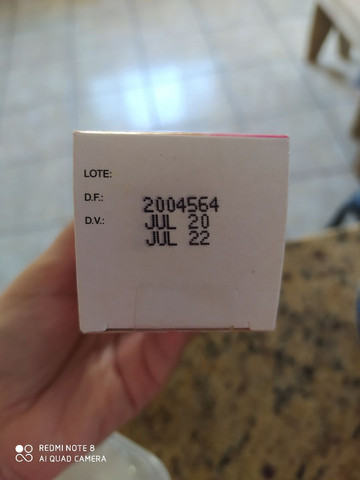 LOTE:
D.F.: 2004564
D.V.: JUL 20
JUL 22
REDMI NOTE 8
AI QUAD CAMERA